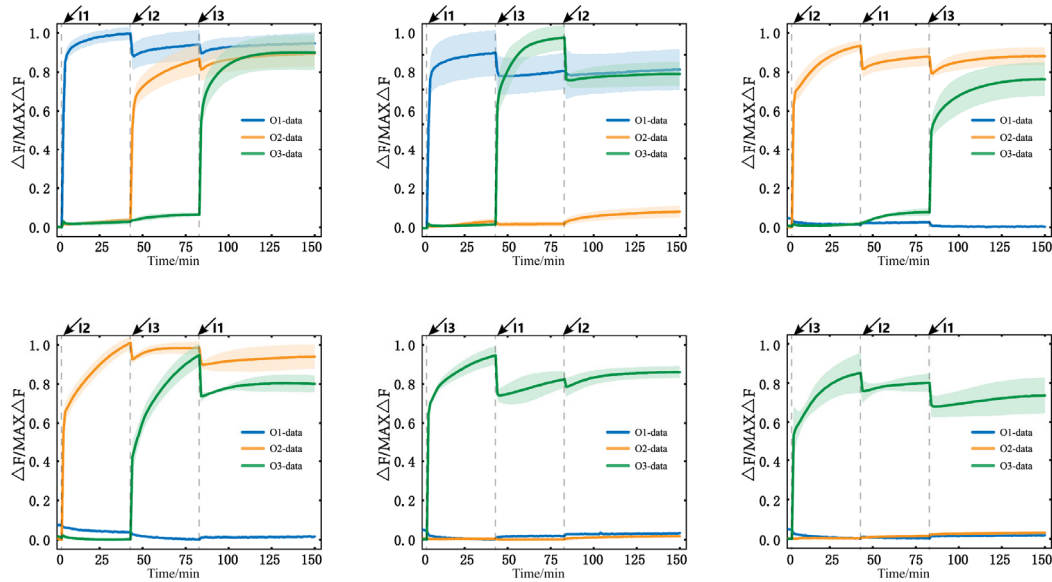 I1 I2 I3
△F/MAX△F
1.0
0.8
0.6
0.4
0.2
0.0
O1-data
O2-data
O3-data
0 25 50 75 100 125 150
Time/min
I1 I3 I2
△F/MAX△F
1.0
0.8
0.6
0.4
0.2
0.0
O1-data
O2-data
O3-data
0 25 50 75 100 125 150
Time/min
I2 I1 I3
△F/MAX△F
1.0
0.8
0.6
0.4
0.2
0.0
O1-data
O2-data
O3-data
0 25 50 75 100 125 150
Time/min
I2 I3 I1
△F/MAX△F
1.0
0.8
0.6
0.4
0.2
0.0
O1-data
O2-data
O3-data
0 25 50 75 100 125 150
Time/min
I3 I1 I2
△F/MAX△F
1.0
0.8
0.6
0.4
0.2
0.0
O1-data
O2-data
O3-data
0 25 50 75 100 125 150
Time/min
I3 I2 I1
△F/MAX△F
1.0
0.8
0.6
0.4
0.2
0.0
O1-data
O2-data
O3-data
0 25 50 75 100 125 150
Time/min